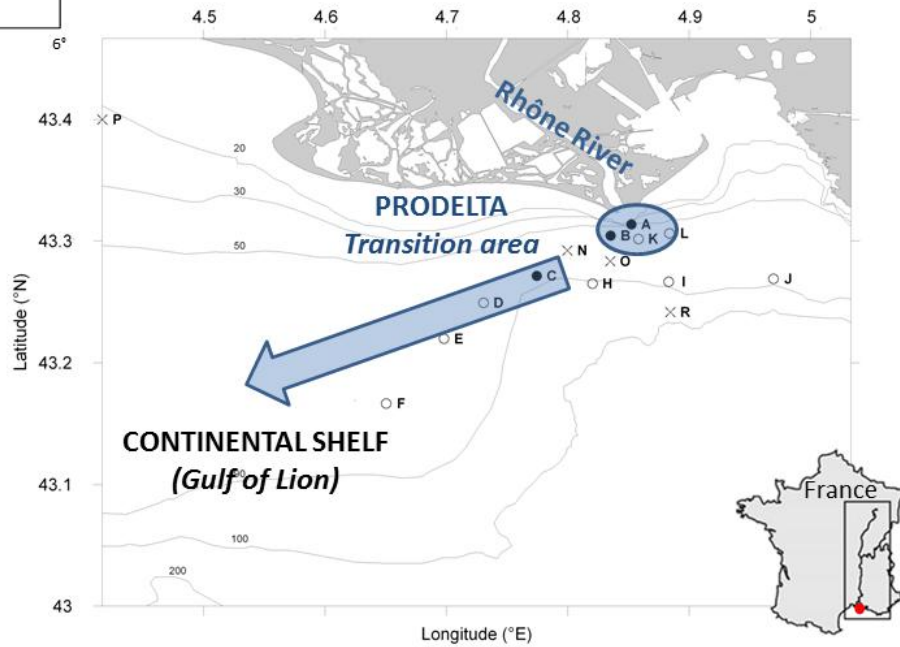 4.5 4.6 4.7 4.8 4.9 5
6°
Rhône River
43.4
P
20
30
PRODELTA
Transition area
A
B
K
L
43.3
50
N
O
C
H
I
J
D
R
E
Latitude (°N)
43.2
F
CONTINENTAL SHELF
(Gulf of Lion)
43.1
France
100
200
43
Longitude (°E)